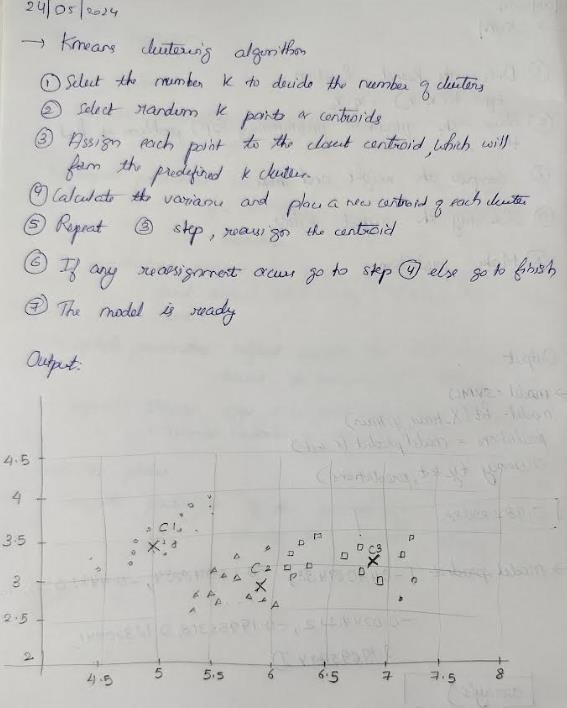 24/05/2024
→ Kmeans clustering algorithm
① Select the number K to decide the number of clusters
② Select random K points or centroids
③ Assign each point to the closest centroid, which will
form the predefined K clusters.
④ Calculate the variance and place a new centroid of each cluster
⑤ Repeat ③ step, reassign the centroid
⑥ If any reassignment occurs go to step ④ else go to finish
⑦ The model is ready
Output:
4.5
4
3.5
3
2.5
2
C1
C2
C3
4.5 5 5.5 6 6.5 7 7.5 8